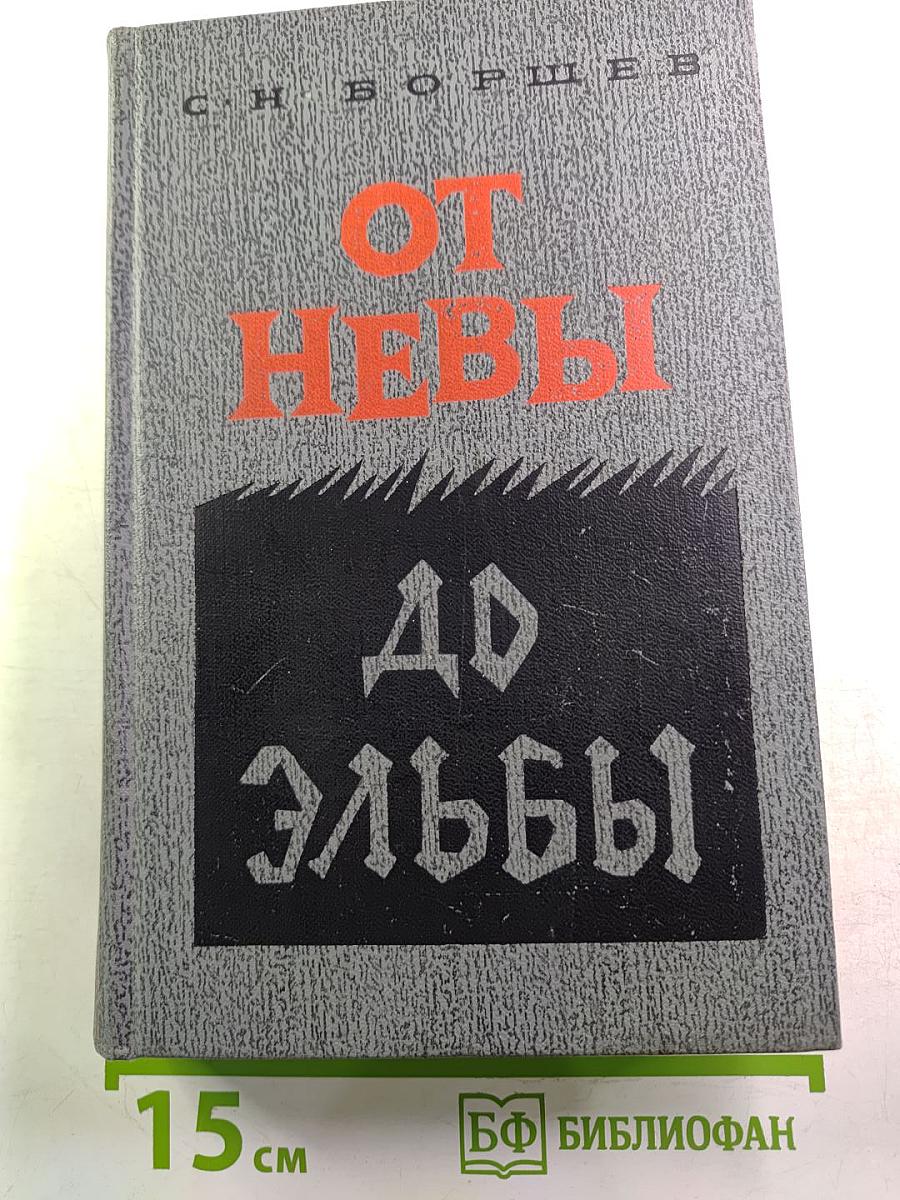 С. Н. БОРЩЕВ
ОТ
НЕВЫ
ДО
ЭЛЬБЫ
15 см
БФ БИБЛИОФАН